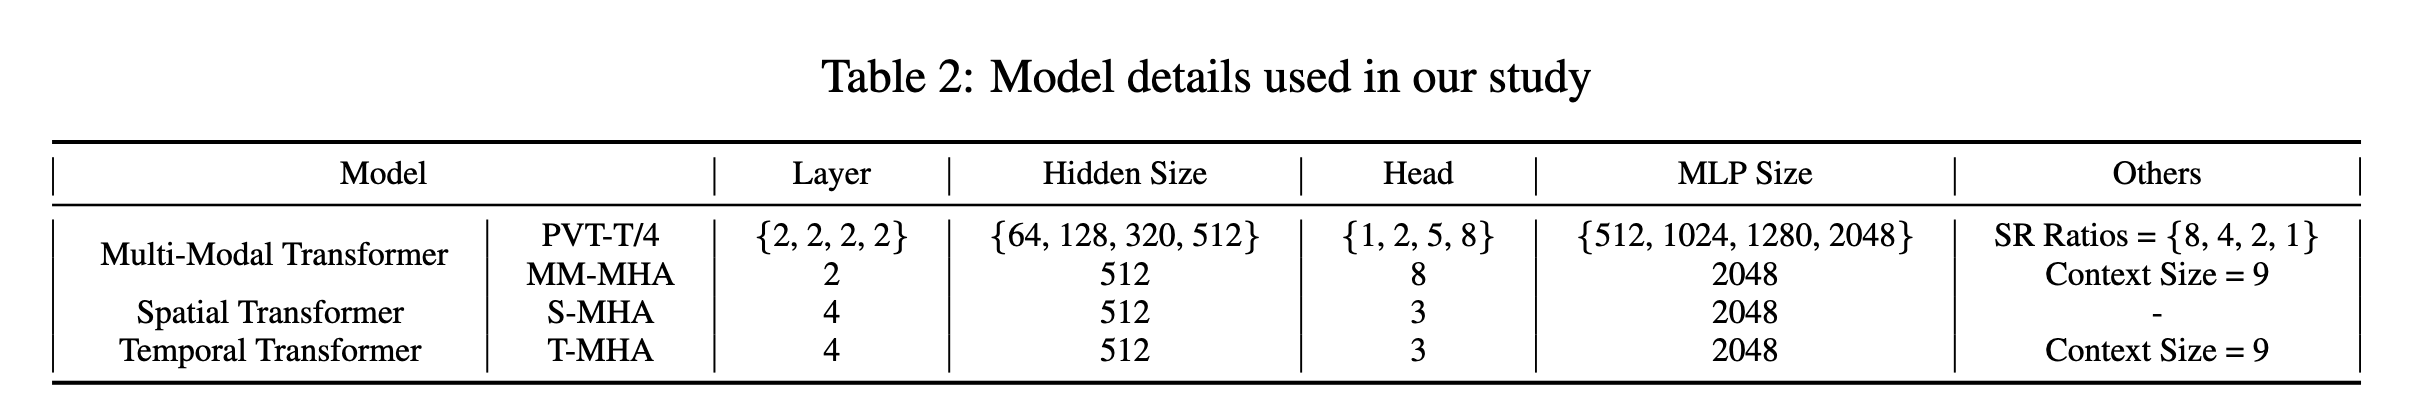 Table 2: Model details used in our study
Model Layer Hidden Size Head MLP Size Others
Multi-Modal Transformer PVT-T/4 {2, 2, 2, 2} {64, 128, 320, 512} {1, 2, 5, 8} {512, 1024, 1280, 2048} SR Ratios = {8, 4, 2, 1}
MM-MHA 2 512 8 2048 Context Size = 9
Spatial Transformer S-MHA 4 512 3 2048 -
Temporal Transformer T-MHA 4 512 3 2048 Context Size = 9